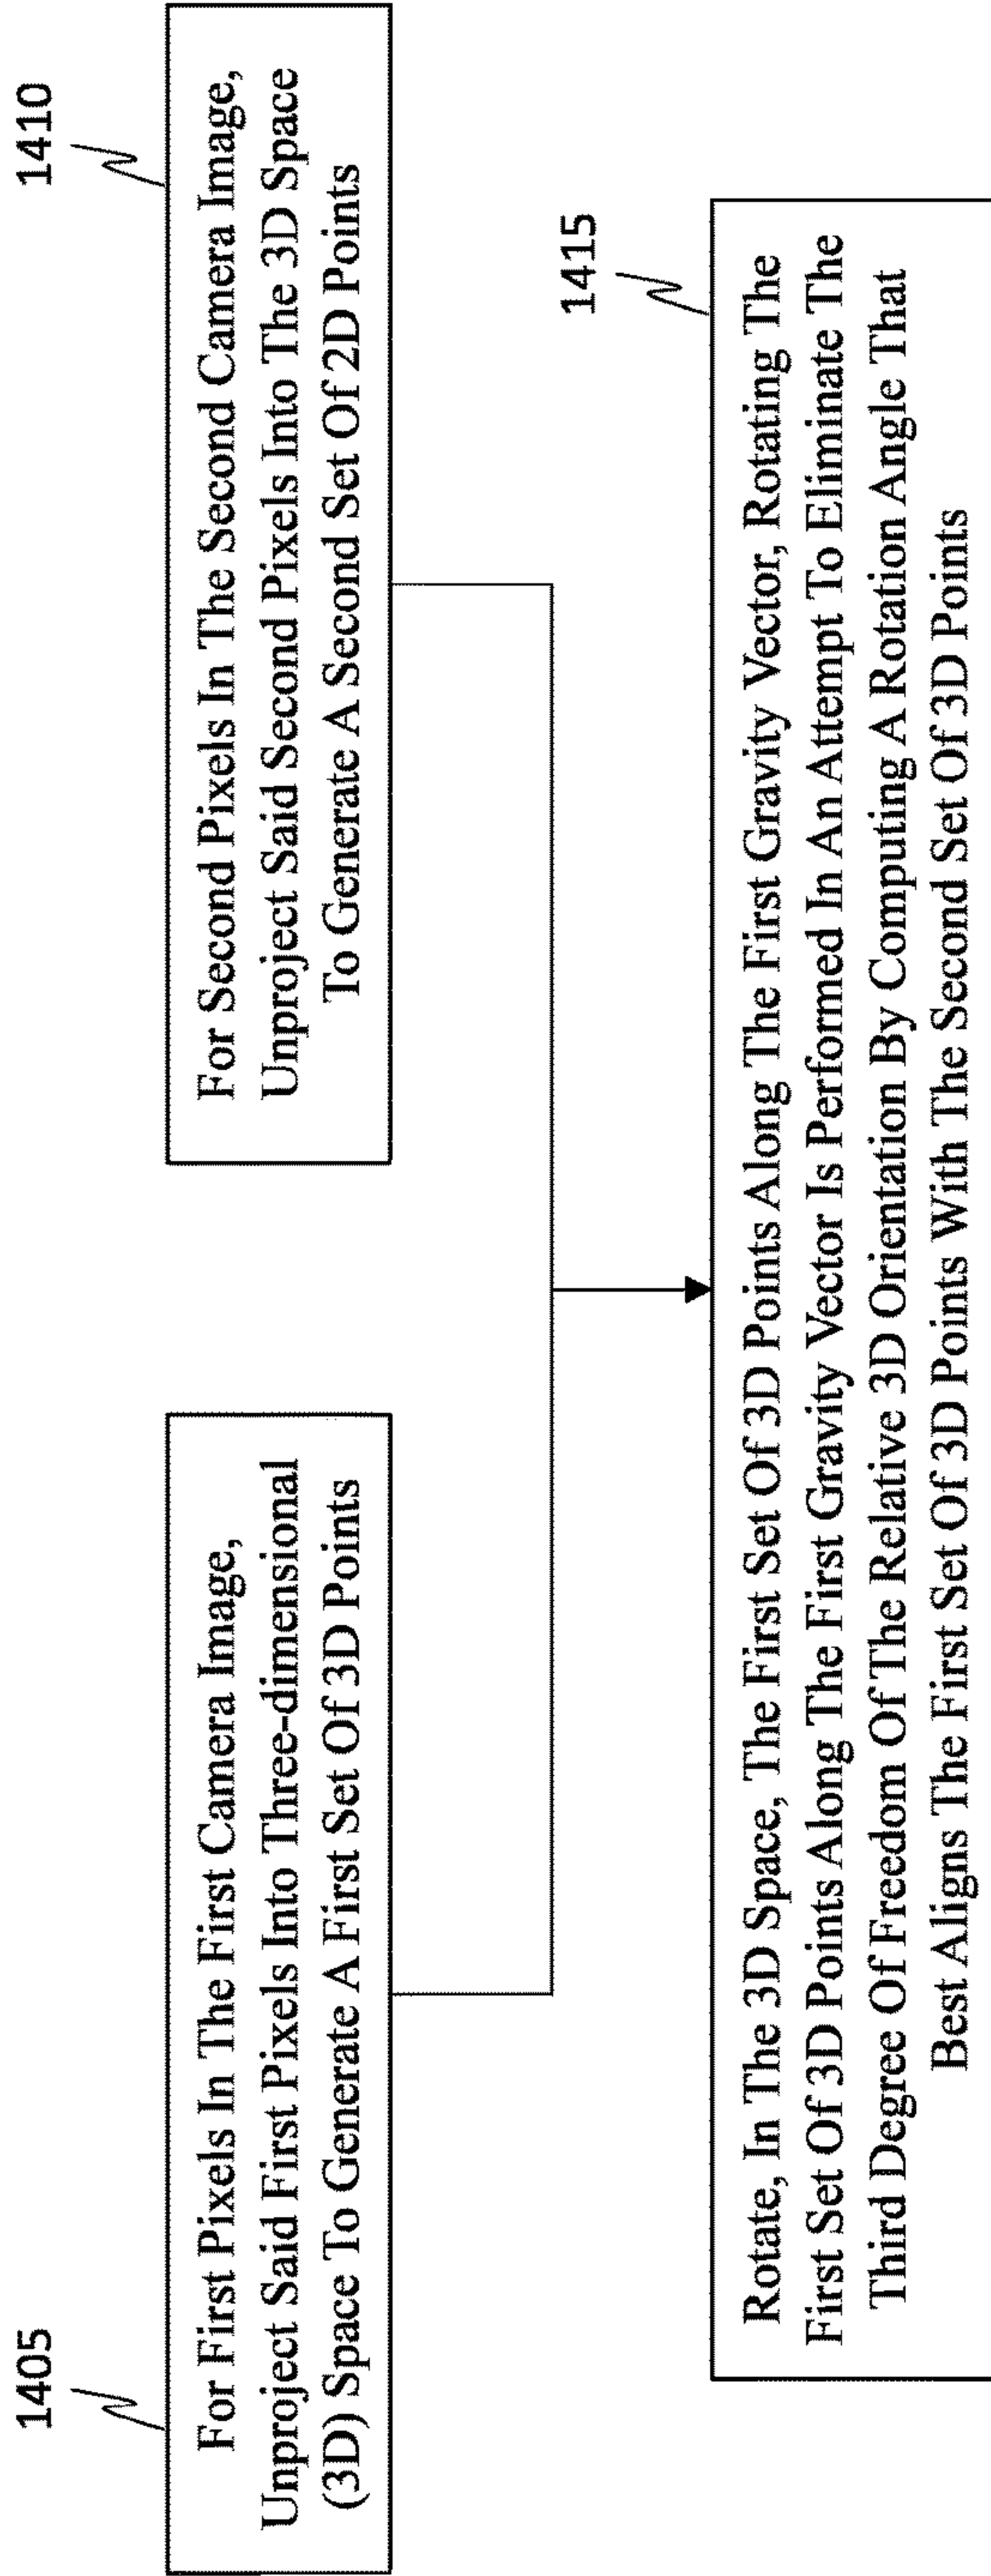 1405
For First Pixels In The First Camera Image,
Unproject Said First Pixels Into Three-dimensional
(3D) Space To Generate A First Set Of 3D Points
1410
For Second Pixels In The Second Camera Image,
Unproject Said Second Pixels Into The 3D Space
To Generate A Second Set Of 2D Points
1415
Rotate, In The 3D Space, The First Set Of 3D Points Along The First Gravity Vector, Rotating The
First Set Of 3D Points Along The First Gravity Vector Is Performed In An Attempt To Eliminate The
Third Degree Of Freedom Of The Relative 3D Orientation By Computing A Rotation Angle That
Best Aligns The First Set Of 3D Points With The Second Set Of 3D Points